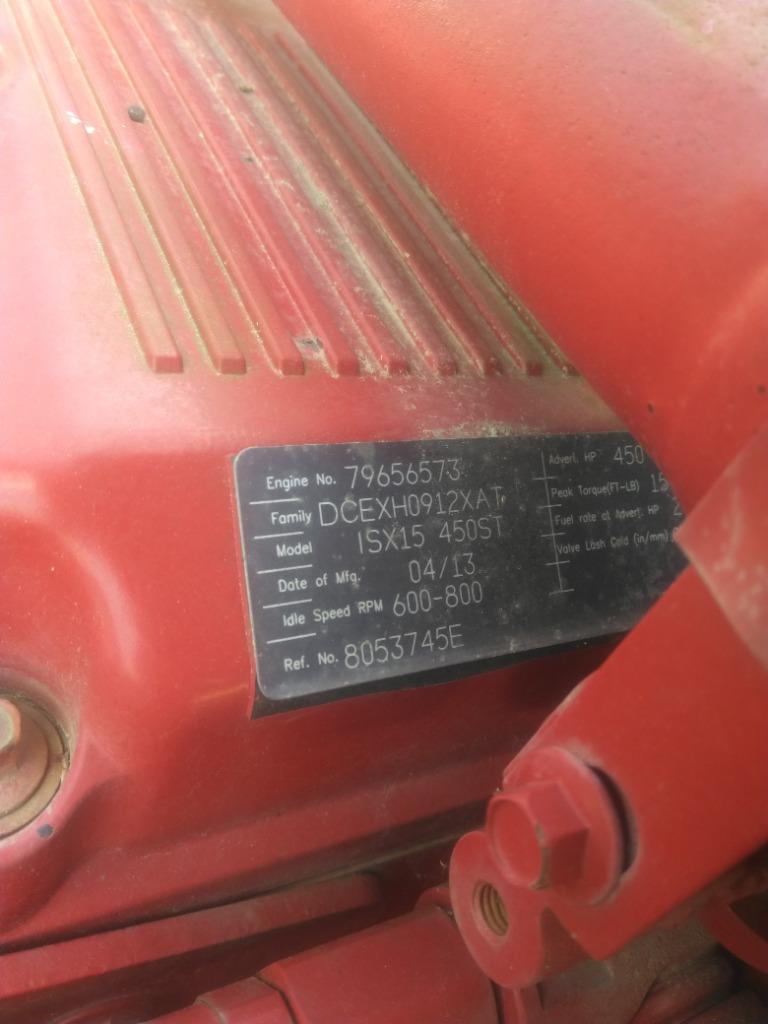 Engine No. 79656573
Family DCEXH0912XAT
Model ISX15 450ST
Date of Mfg. 04/13
Idle Speed RPM 600-800
Ref. No. 8053745E
Advert. HP 450
Peak Torque(FT-LB) 15
Fuel rate at Advert. HP 2
Valve Lash Cold (in/mm)